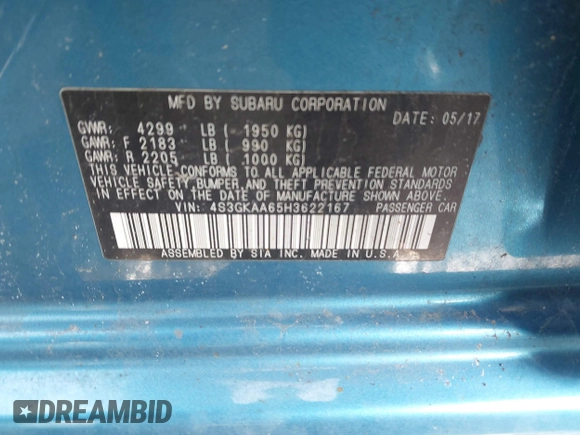 MFD BY SUBARU CORPORATION
DATE: 05/17
GVWR: 4299 LB ( 1950 KG)
GAWR: F 2183 LB ( 990 KG)
GAWR: R 2205 LB ( 1000 KG)
THIS VEHICLE CONFORMS TO ALL APPLICABLE FEDERAL MOTOR
VEHICLE SAFETY, BUMPER, AND THEFT PREVENTION STANDARDS
IN EFFECT ON THE DATE OF MANUFACTURE SHOWN ABOVE.
VIN: 4S3GKAA65H3622167 PASSENGER CAR
ASSEMBLED BY SIA INC. MADE IN U.S.A.
DREAMBID